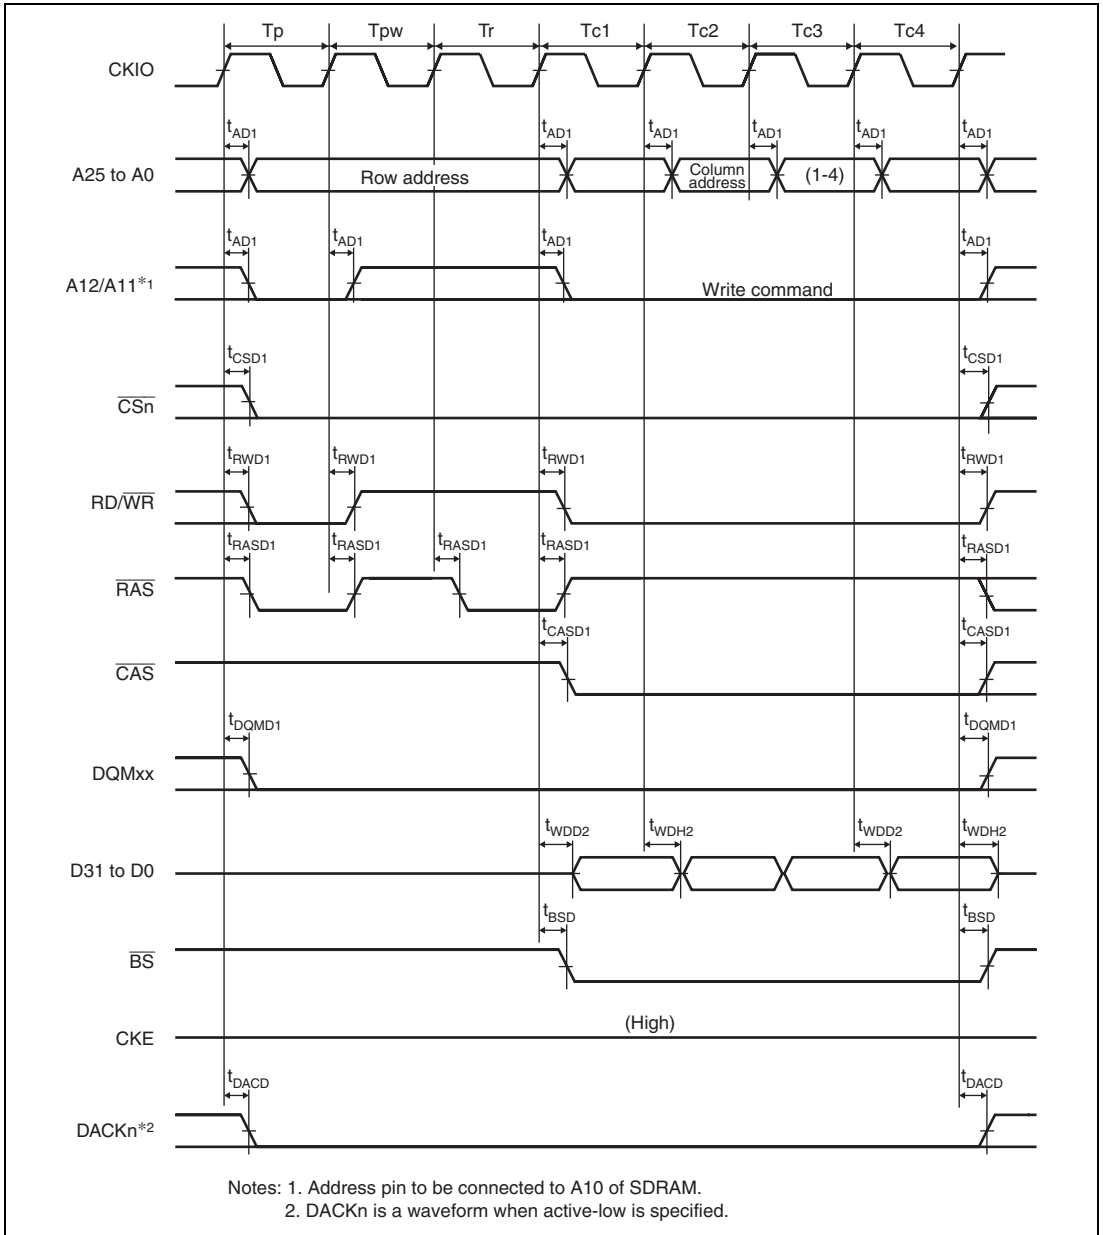 Tp Tpw Tr Tc1 Tc2 Tc3 Tc4
CKIO
tAD1 tAD1 tAD1 tAD1 tAD1 tAD1
A25 to A0
Row address
Column
address
(1-4)
tAD1 tAD1 tAD1 tAD1
A12/A11*1
Write command
tCSD1 tCSD1
CSn
tRWD1 tRWD1 tRWD1 tRWD1
RD/WR
tRASD1 tRASD1 tRASD1 tRASD1 tRASD1
RAS
tCASD1 tCASD1
CAS
tDQMD1 tDQMD1
DQMxx
tWDD2 tWDH2 tWDD2 tWDH2
D31 to D0
tBSD tBSD
BS
(High)
CKE
tDACD tDACD
DACKn*2
Notes: 1. Address pin to be connected to A10 of SDRAM.
2. DACKn is a waveform when active-low is specified.